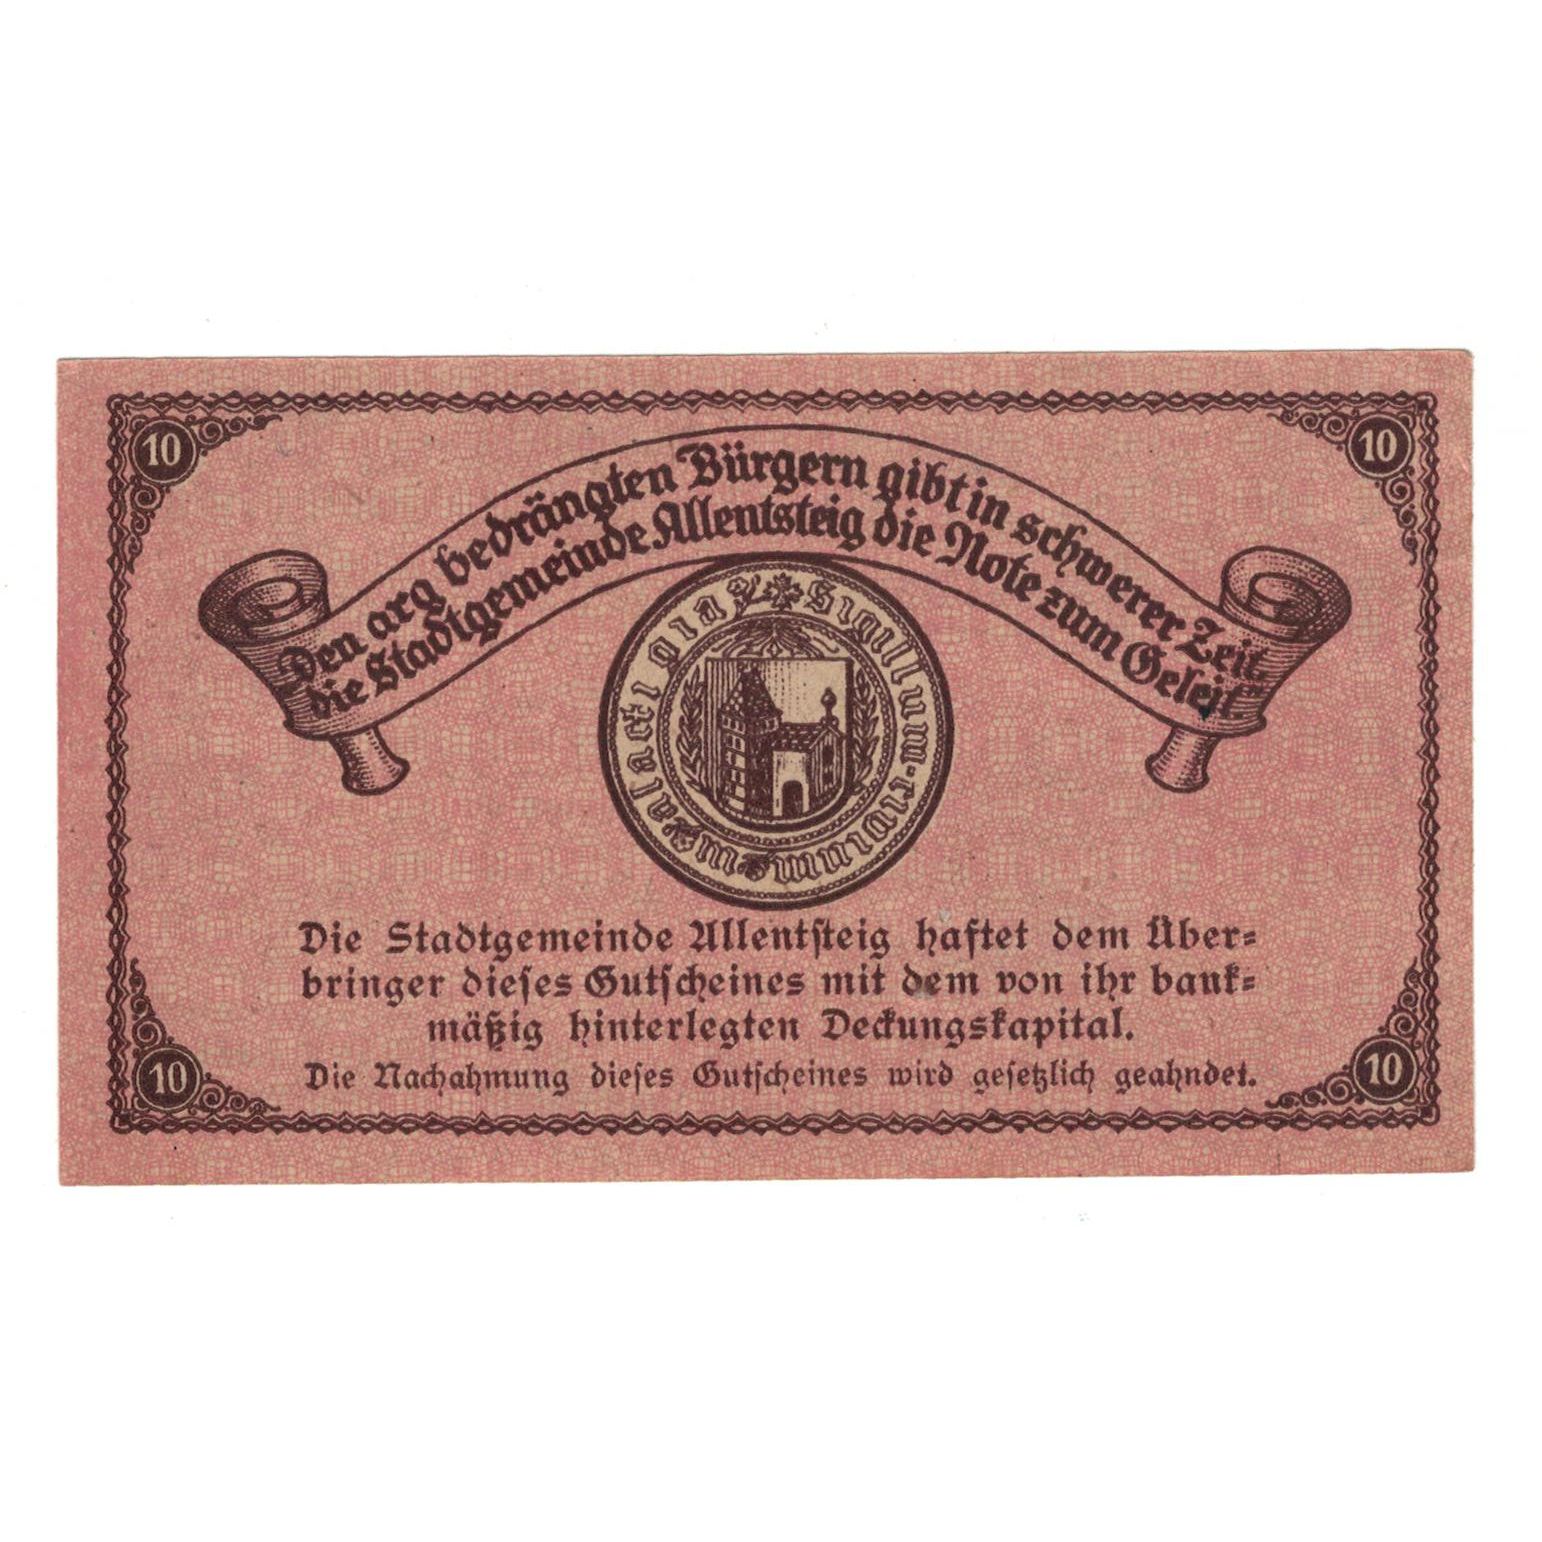 10
10
Den arg bedrängten Bürgern gibt in schwerer Zeit
die Stadtgemeinde Allentsteig die Note zum Geleit.
Sigillum
Die Stadtgemeinde Allentsteig haftet dem Über-
bringer dieses Gutscheines mit dem von ihr bank-
mäßig hinterlegten Deckungskapital.
Die Nachahmung dieses Gutscheines wird gesetzlich geahndet.
10
10